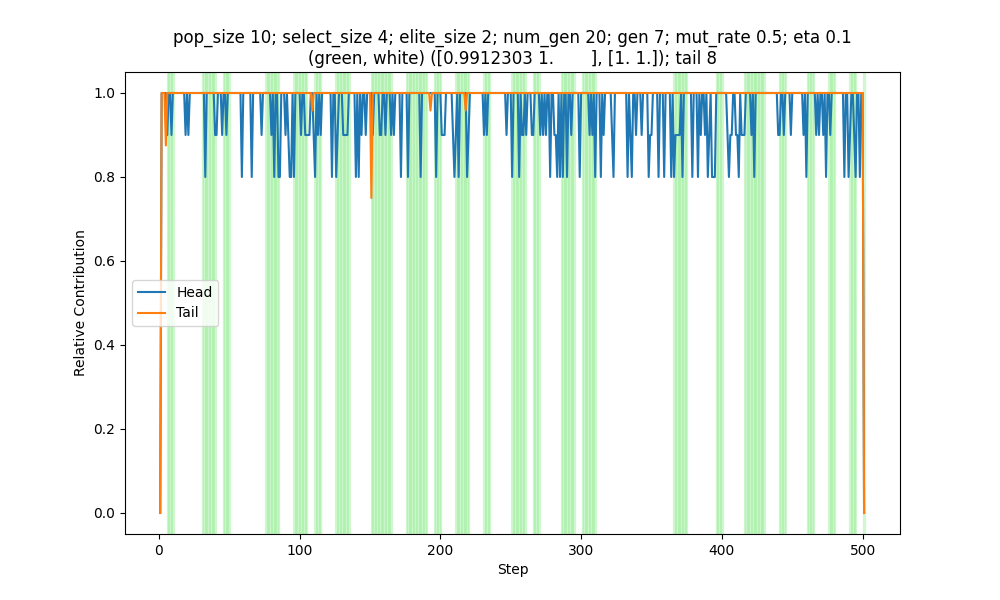 pop_size 10; select_size 4; elite_size 2; num_gen 20; gen 7; mut_rate 0.5; eta 0.1
(green, white) ([0.9912303 1.        ], [1. 1.]); tail 8
1.0
0.8
0.6
0.4
0.2
0.0
Relative Contribution
Head
Tail
0
100
200
300
400
500
Step